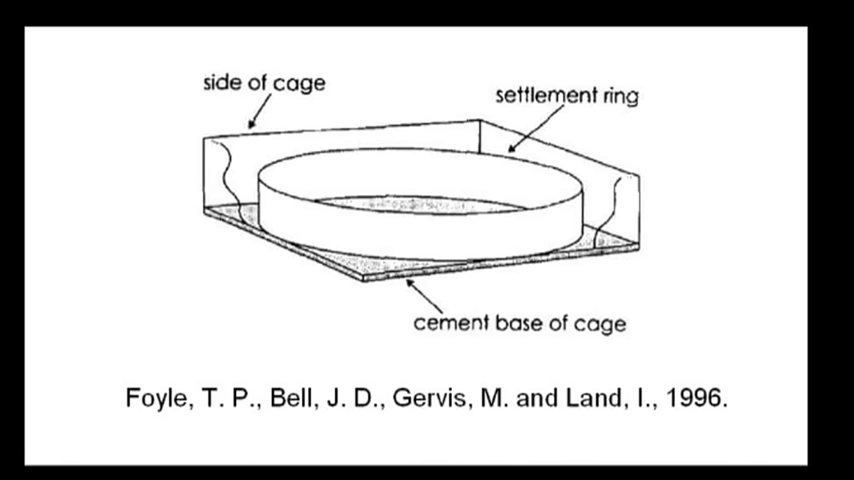 side of cage
settlement ring
cement base of cage
Foyle, T. P., Bell, J. D., Gervis, M. and Land, I., 1996.